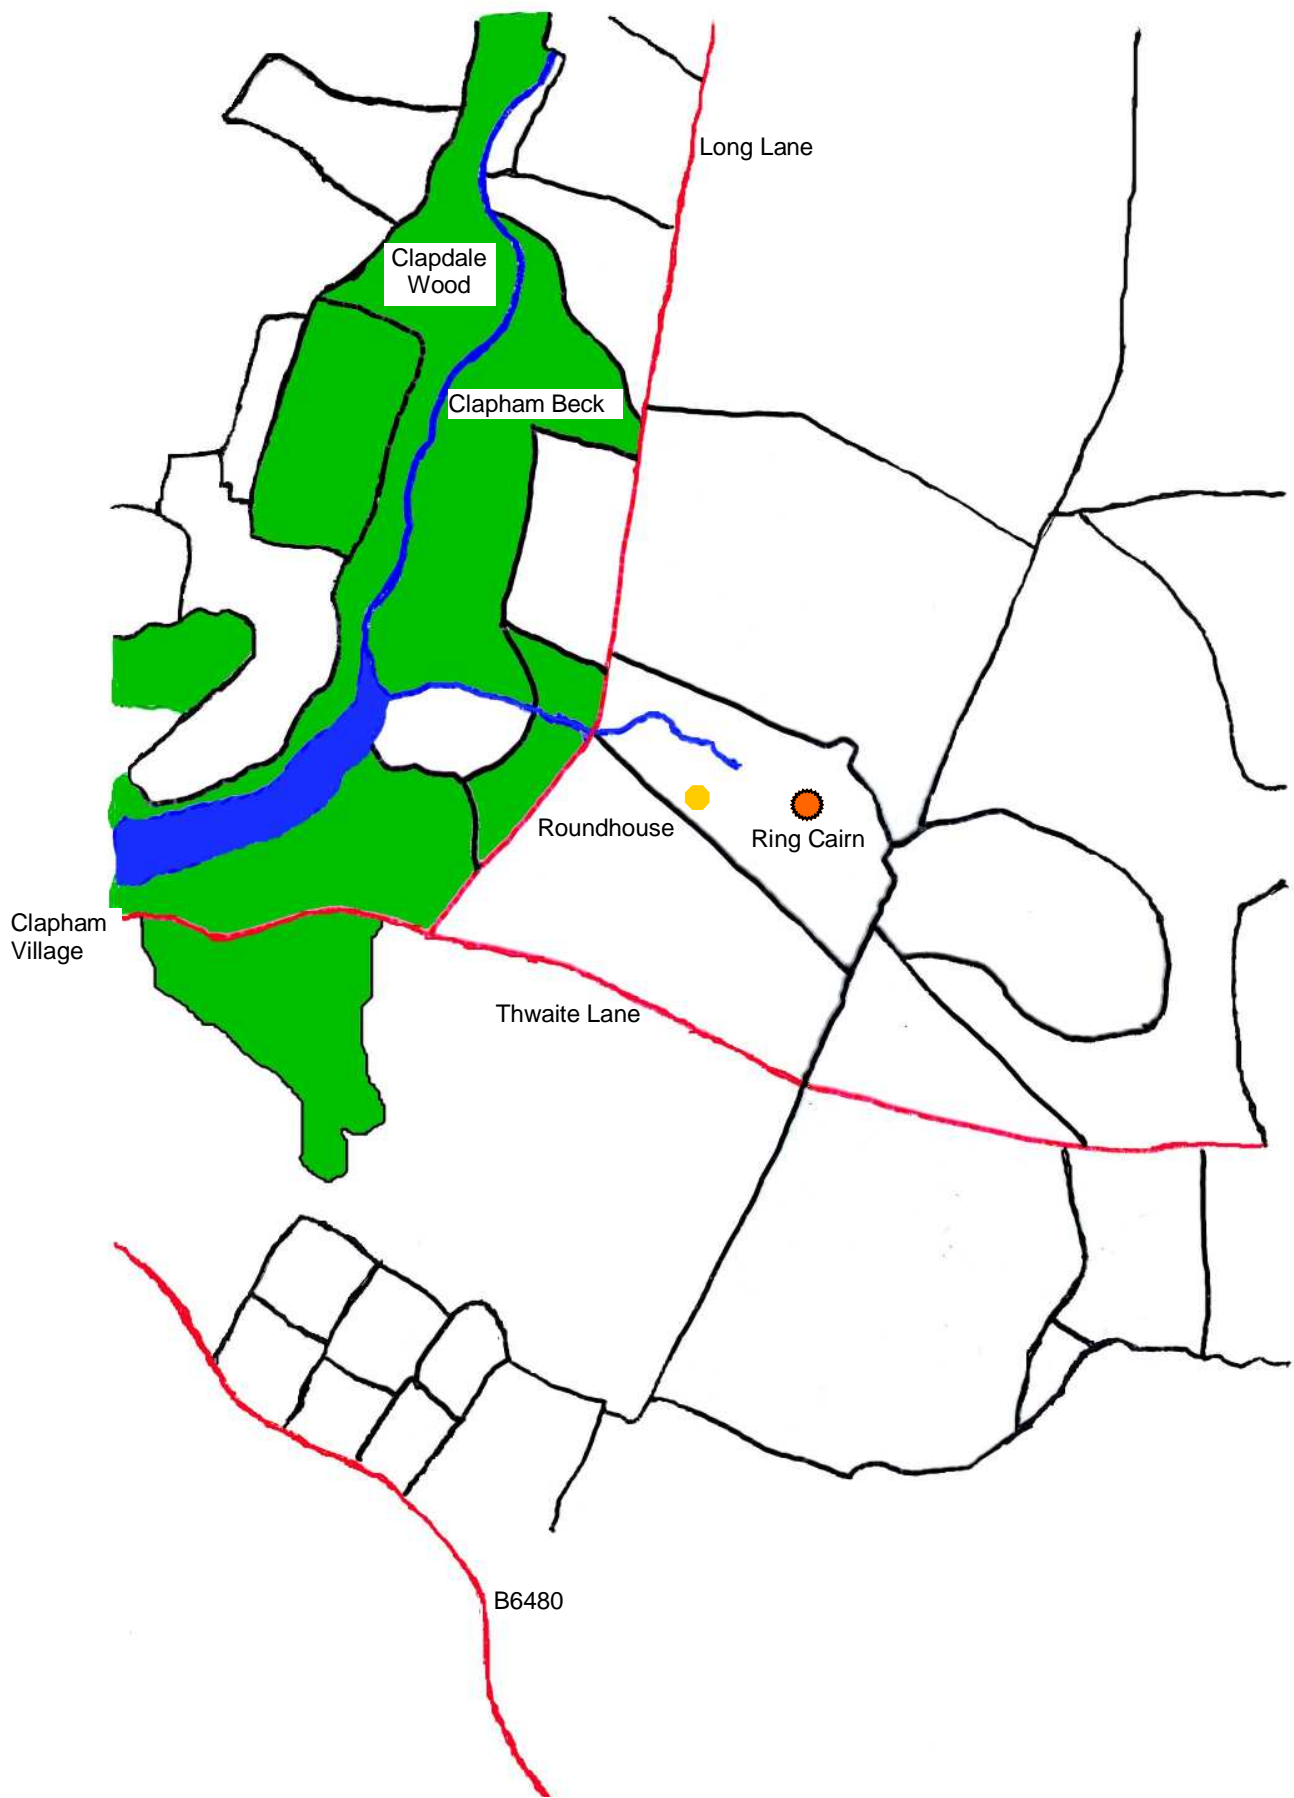 Long Lane
Clapdale
Wood
Clapham Beck
Roundhouse
Ring Cairn
Clapham
Village
Thwaite Lane
B6480